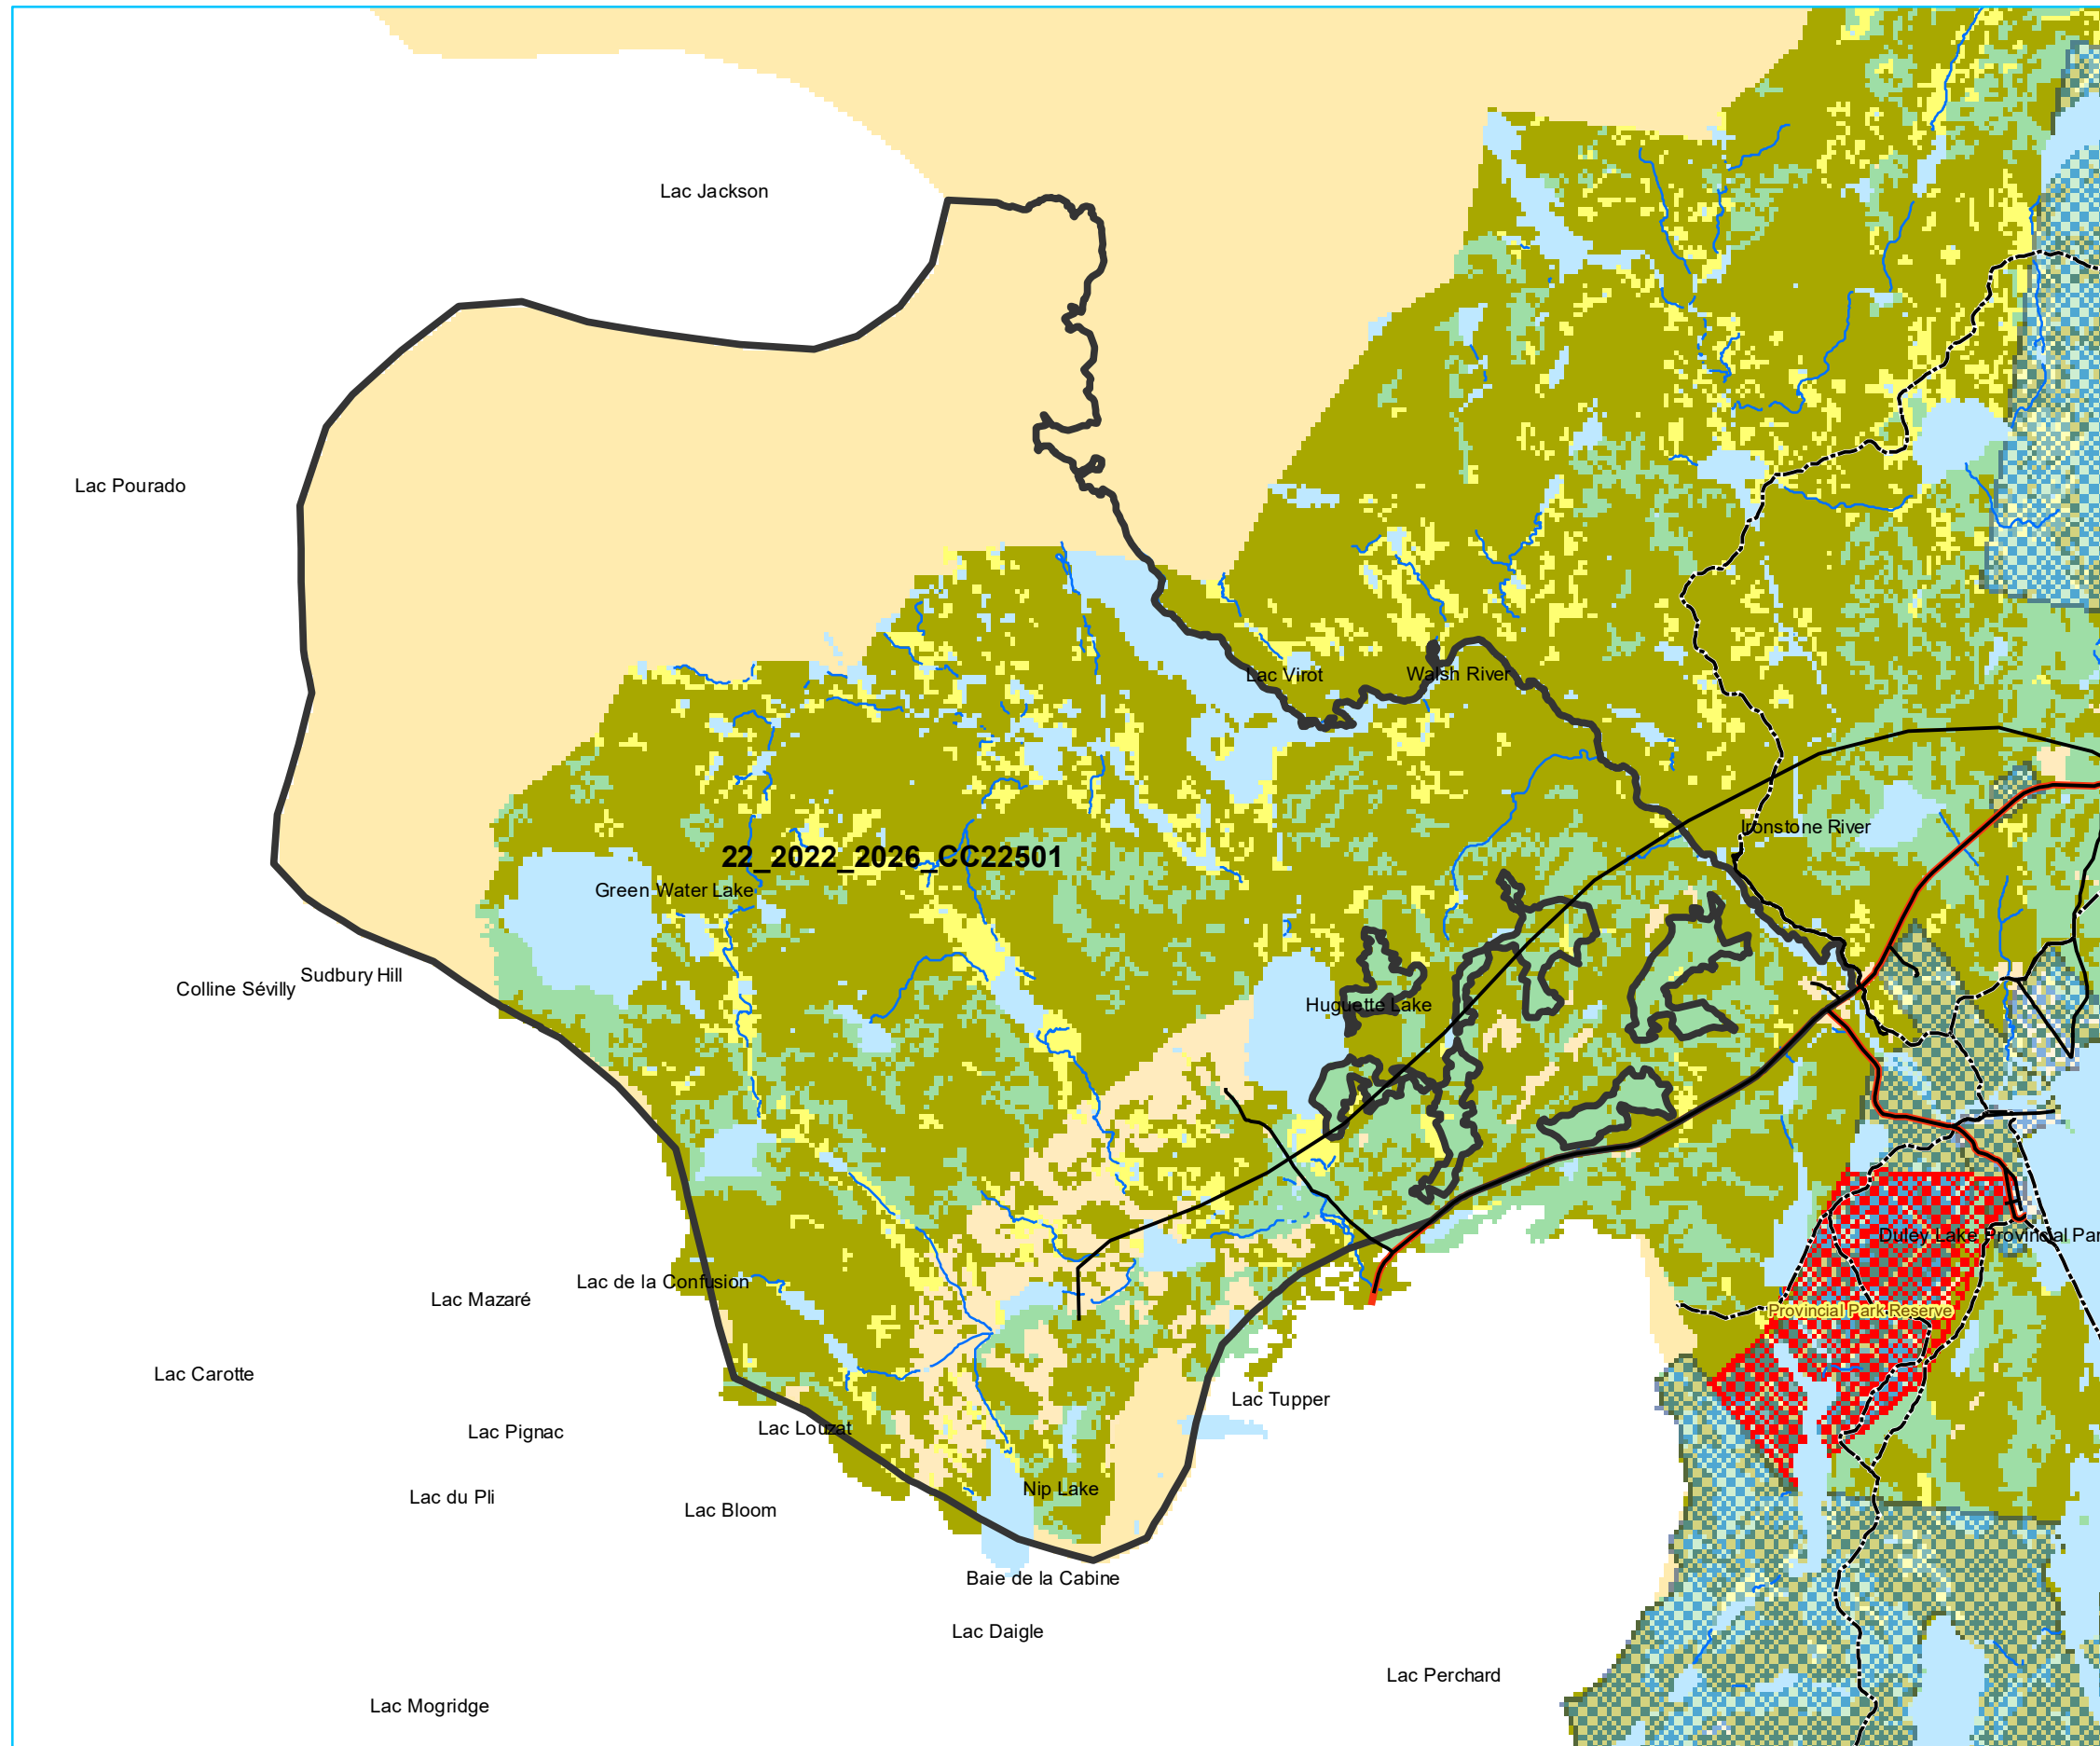 Lac Jackson
Lac Pourado
Lac Virot
Walsh River
Ironstone River
22_2022_2026_CC22501
Green Water Lake
Sudbury Hill
Colline Sévilly
Huguette Lake
Duley Lake Provincial Par
Lac de la Confusion
Lac Mazaré
Provincial Park Reserve
Lac Carotte
Lac Tupper
Lac Louzat
Lac Pignac
Nip Lake
Lac du Pli
Lac Bloom
Baie de la Cabine
Lac Daigle
Lac Perchard
Lac Mogridge